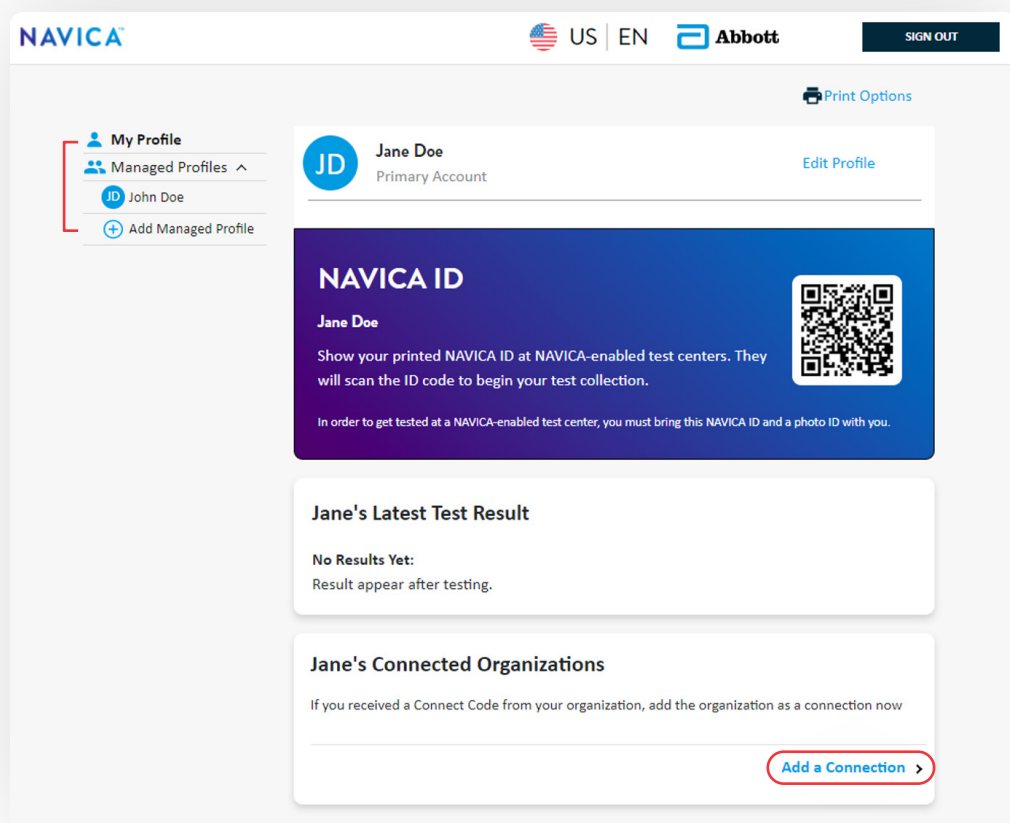 NAVICA™
US EN
Abbott
SIGN OUT
Print Options
My Profile
Managed Profiles
JD John Doe
Add Managed Profile
JD
Jane Doe
Primary Account
Edit Profile
NAVICA ID
Jane Doe
Show your printed NAVICA ID at NAVICA-enabled test centers. They
will scan the ID code to begin your test collection.
In order to get tested at a NAVICA-enabled test center, you must bring this NAVICA ID and a photo ID with you.
Jane's Latest Test Result
No Results Yet:
Result appear after testing.
Jane's Connected Organizations
If you received a Connect Code from your organization, add the organization as a connection now
Add a Connection